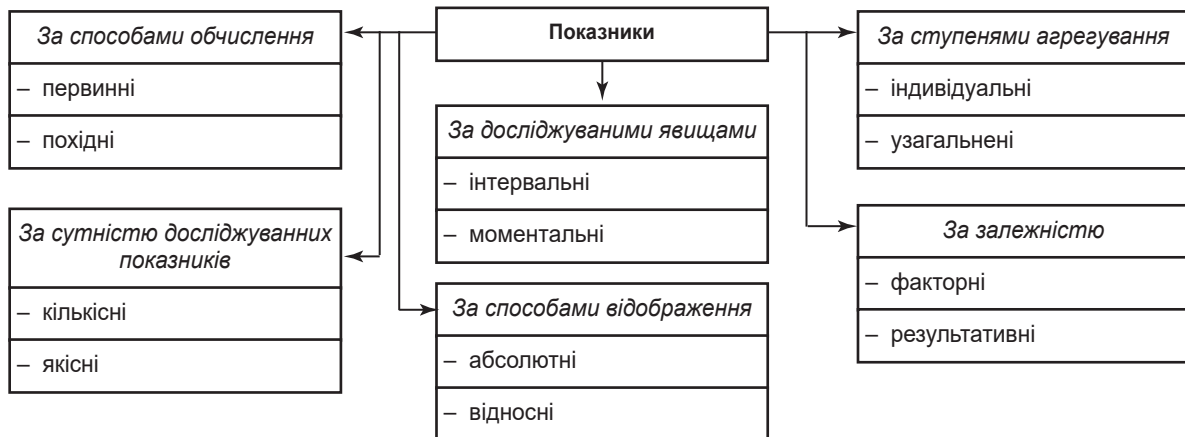 Показники
За способами обчислення
– первинні
– похідні
За сутністю досліджуванних
показників
– кількісні
– якісні
За досліджуваними явищами
– інтервальні
– моментальні
За способами відображення
– абсолютні
– відносні
За ступенями агрегування
– індивідуальні
– узагальнені
За залежністю
– факторні
– результативні